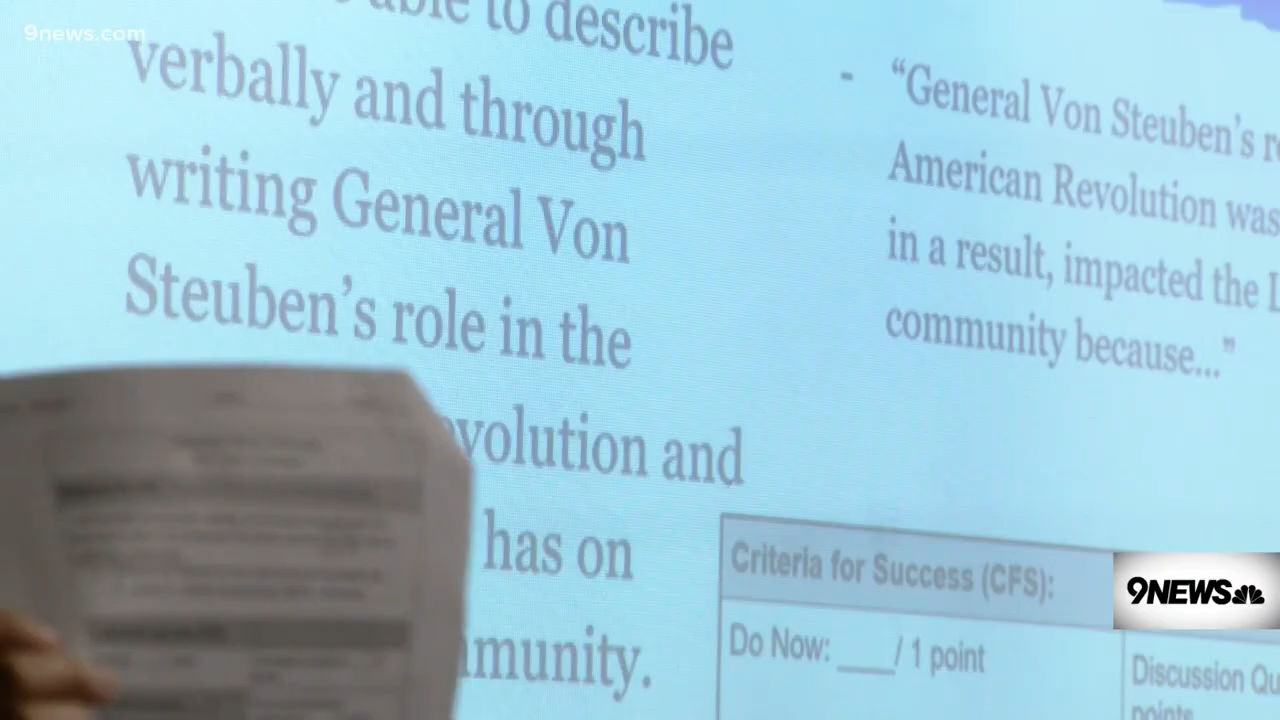 9news.com
able to describe
verbally and through
writing General Von
Steuben's role in the
volution and
has on
munity.
- "General Von Steuben's r
American Revolution was
in a result, impacted the
community because..."
Criteria for Success (CFS):
Do Now: ____/ 1 point
Discussion Qu
points
9NEWS